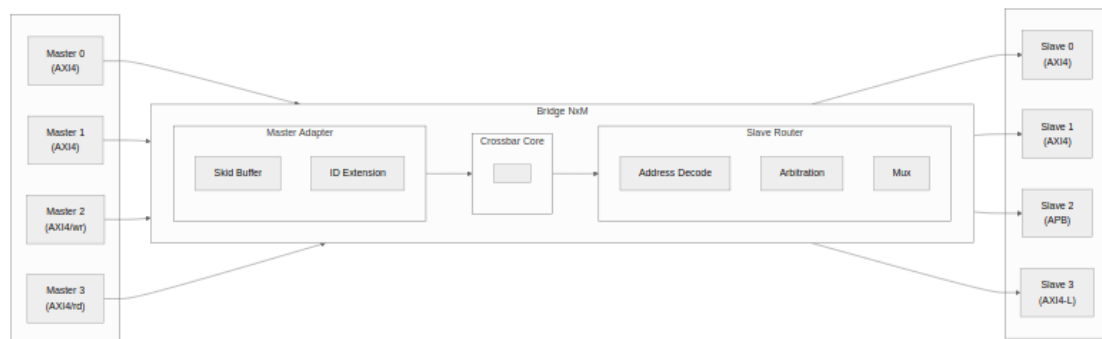 Master 0
(AXI4)
Master 1
(AXI4)
Master 2
(AXI4/wr)
Master 3
(AXI4/rd)
Bridge NxM
Master Adapter
Skid Buffer
ID Extension
Crossbar Core
Slave Router
Address Decode
Arbitration
Mux
Slave 0
(AXI4)
Slave 1
(AXI4)
Slave 2
(APB)
Slave 3
(AXI4-L)